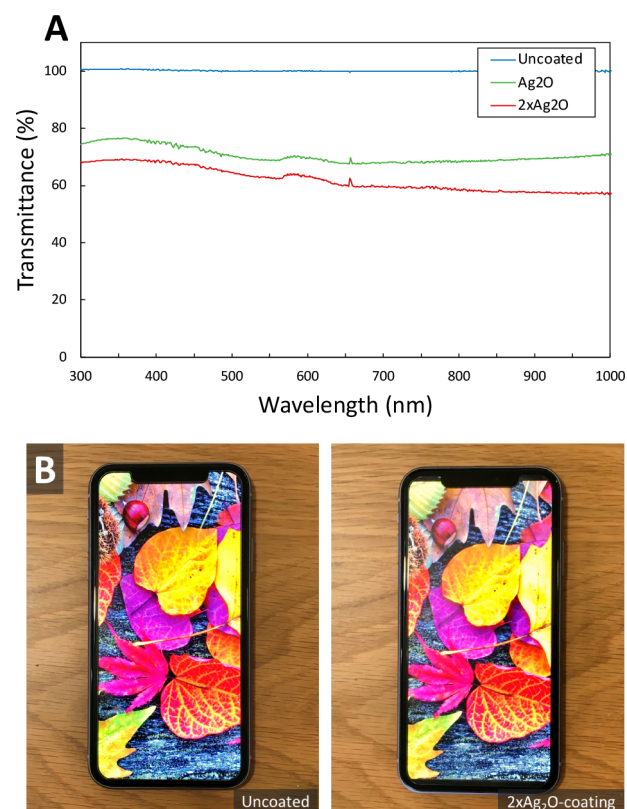 A
Transmittance (%)
100
80
60
40
20
0
Uncoated
Ag2O
2xAg2O
300 400 500 600 700 800 900 1000
Wavelength (nm)
B
Uncoated
2xAg₂O-coating